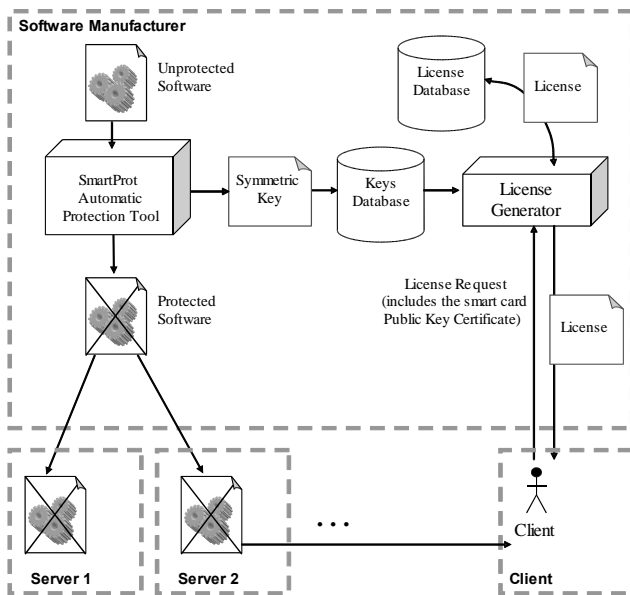 Software Manufacturer
Unprotected
Software
License
Database
License
SmartProt
Automatic
Protection Tool
Symmetric
Key
Keys
Database
License
Generator
Protected
Software
License Request
(includes the smart card
Public Key Certificate)
License
...
Client
Server 1
Server 2
Client